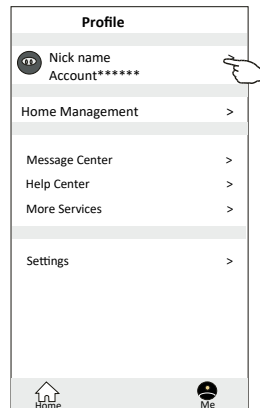 Profile
Nick name
Account******
Home Management >
Message Center >
Help Center >
More Services >
Settings >
Home Me